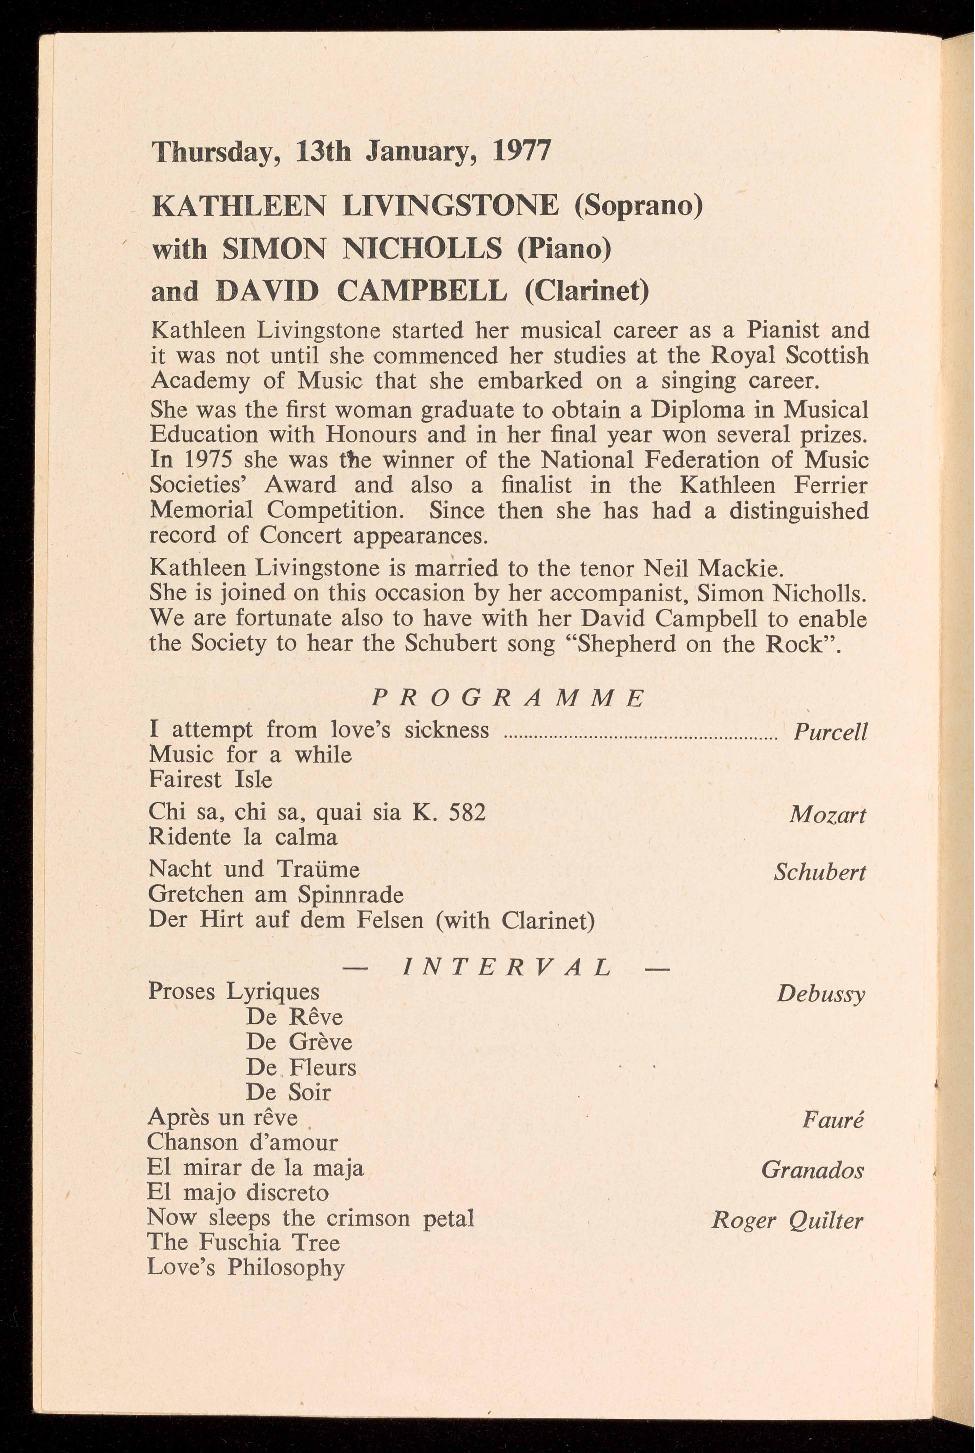 Thursday, 13th January, 1977
KATHLEEN LIVINGSTONE (Soprano)
with SIMON NICHOLLS (Piano)
and DAVID CAMPBELL (Clarinet)
Kathleen Livingstone started her musical career as a Pianist and
it was not until she commenced her studies at the Royal Scottish
Academy of Music that she embarked on a singing career.
She was the first woman graduate to obtain a Diploma in Musical
Education with Honours and in her final year won several prizes.
In 1975 she was the winner of the National Federation of Music
Societies' Award and also a finalist in the Kathleen Ferrier
Memorial Competition. Since then she has had a distinguished
record of Concert appearances.
Kathleen Livingstone is married to the tenor Neil Mackie.
She is joined on this occasion by her accompanist, Simon Nicholls.
We are fortunate also to have with her David Campbell to enable
the Society to hear the Schubert song “Shepherd on the Rock”.
PROGRAMME
I attempt from love's sickness ........................................................ Purcell
Music for a while
Fairest Isle
Chi sa, chi sa, quai sia K. 582 Mozart
Ridente la calma
Nacht und Traüme Schubert
Gretchen am Spinnrade
Der Hirt auf dem Felsen (with Clarinet)
— INTERVAL —
Proses Lyriques Debussy
De Rêve
De Grève
De Fleurs
De Soir
Après un rêve Fauré
Chanson d'amour
El mirar de la maja Granados
El majo discreto
Now sleeps the crimson petal Roger Quilter
The Fuschia Tree
Love's Philosophy